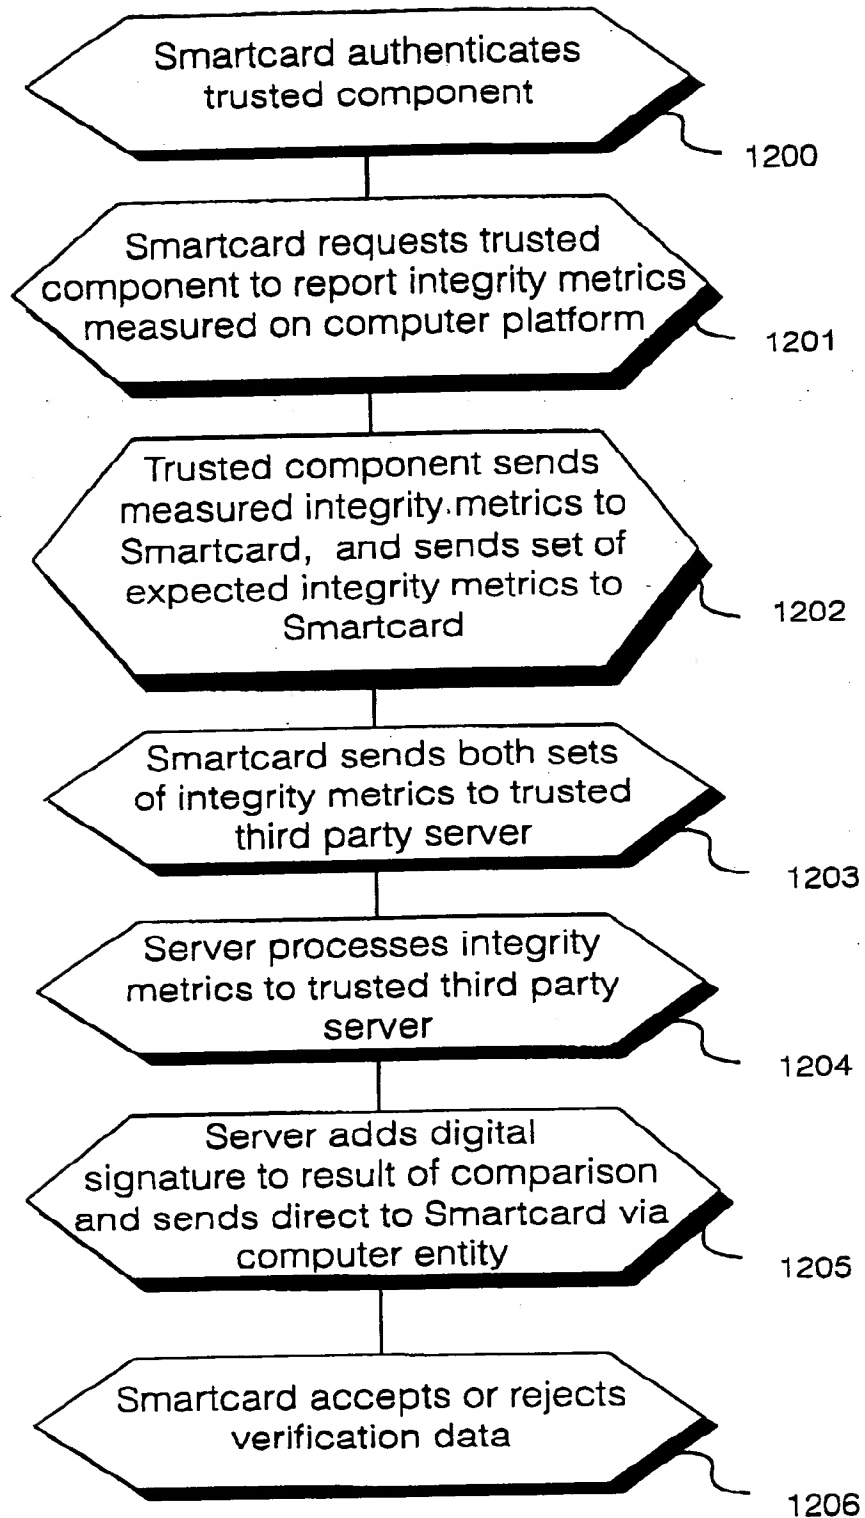 Smartcard authenticates
trusted component
1200
Smartcard requests trusted
component to report integrity metrics
measured on computer platform
1201
Trusted component sends
measured integrity metrics to
Smartcard, and sends set of
expected integrity metrics to
Smartcard
1202
Smartcard sends both sets
of integrity metrics to trusted
third party server
1203
Server processes integrity
metrics to trusted third party
server
1204
Server adds digital
signature to result of comparison
and sends direct to Smartcard via
computer entity
1205
Smartcard accepts or rejects
verification data
1206